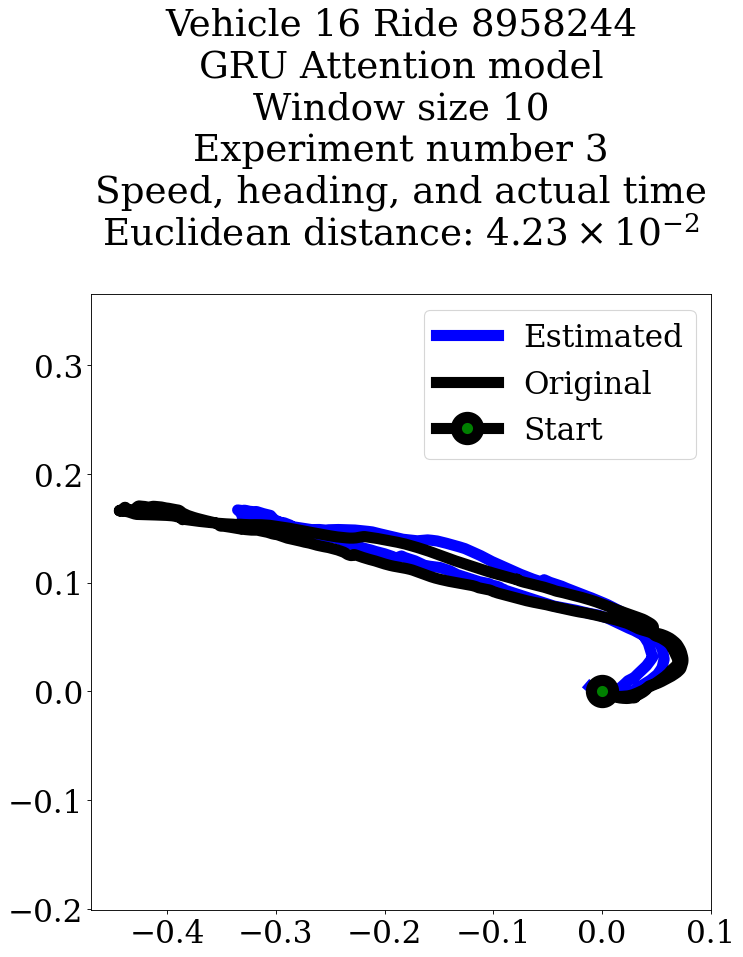 Vehicle 16 Ride 8958244
GRU Attention model
Window size 10
Experiment number 3
Speed, heading, and actual time
Euclidean distance: 4.23 × 10⁻²
Estimated
Original
Start
0.3
0.2
0.1
0.0
−0.1
−0.2
−0.4 −0.3 −0.2 −0.1 0.0 0.1